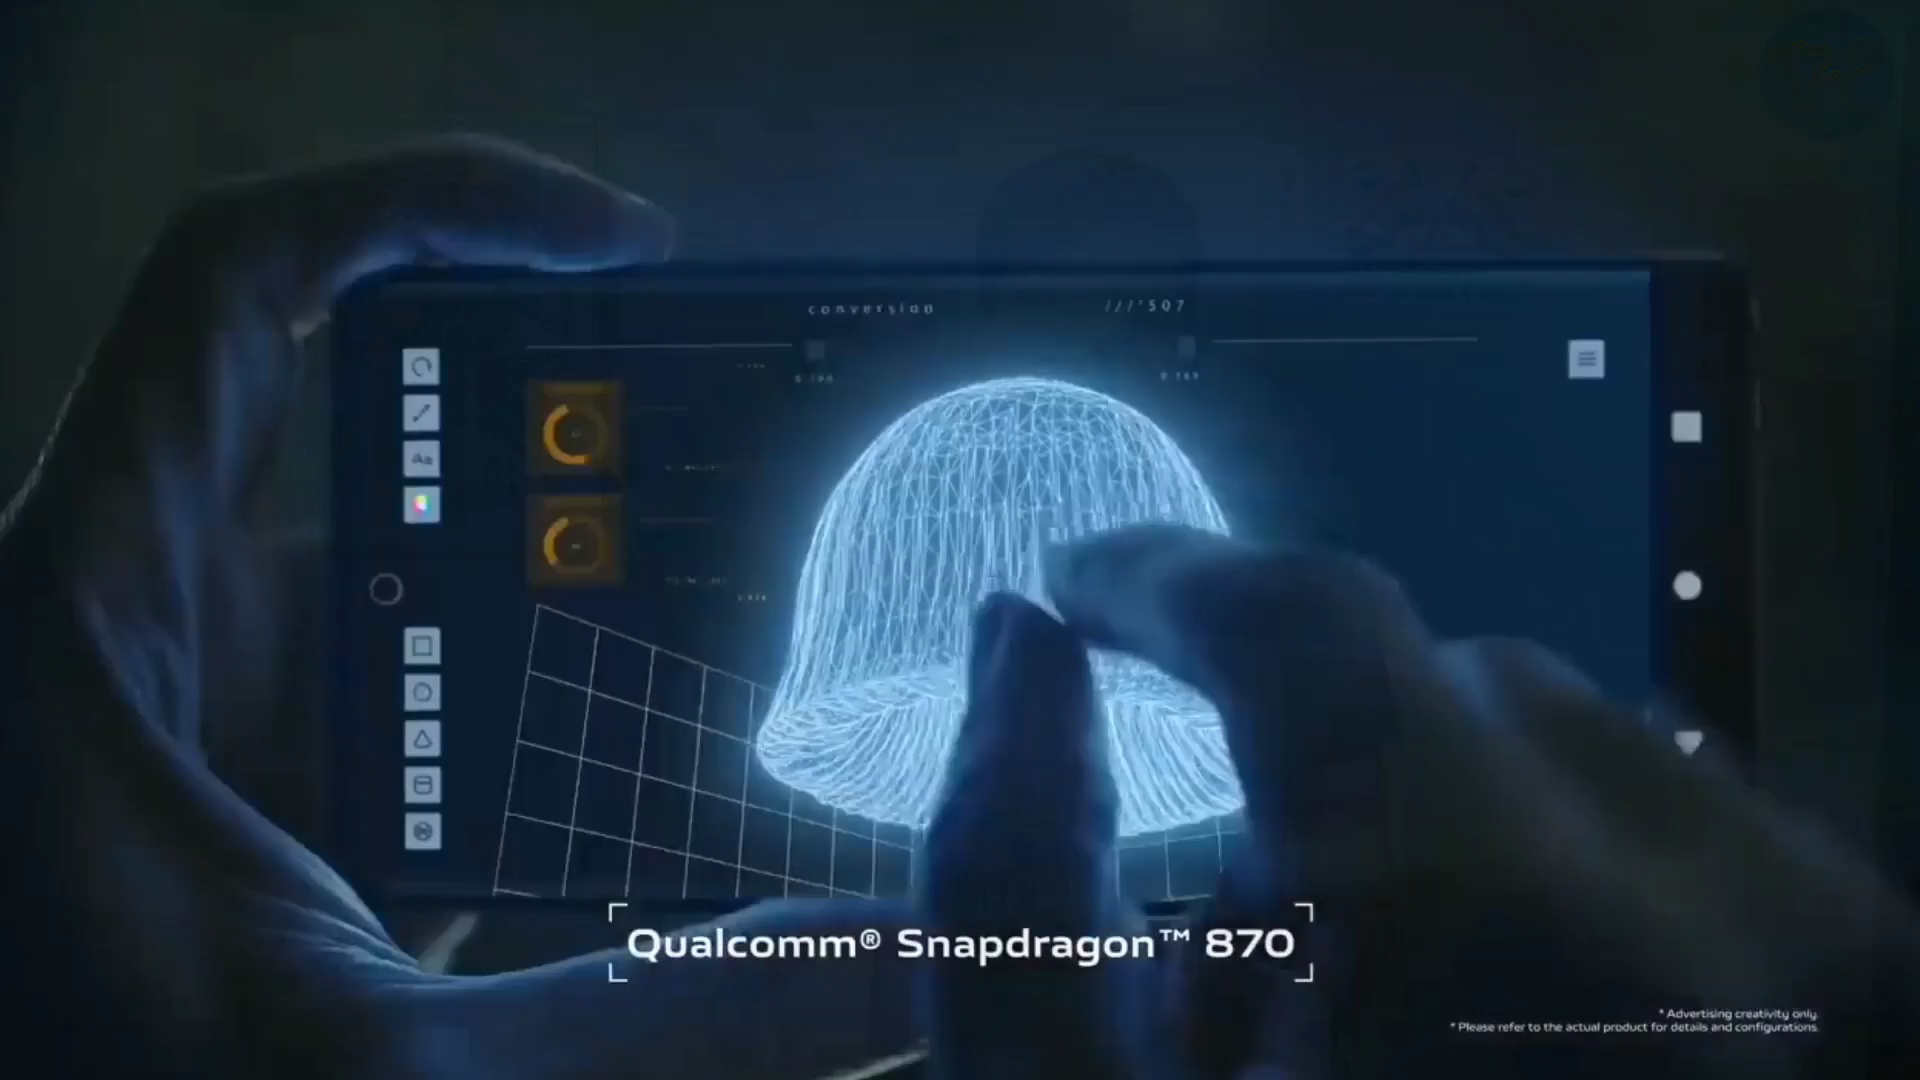 conversion
///'507
Aa
Qualcomm® Snapdragon™ 870
* Advertising creativity only.
* Please refer to the actual product for details and configurations.